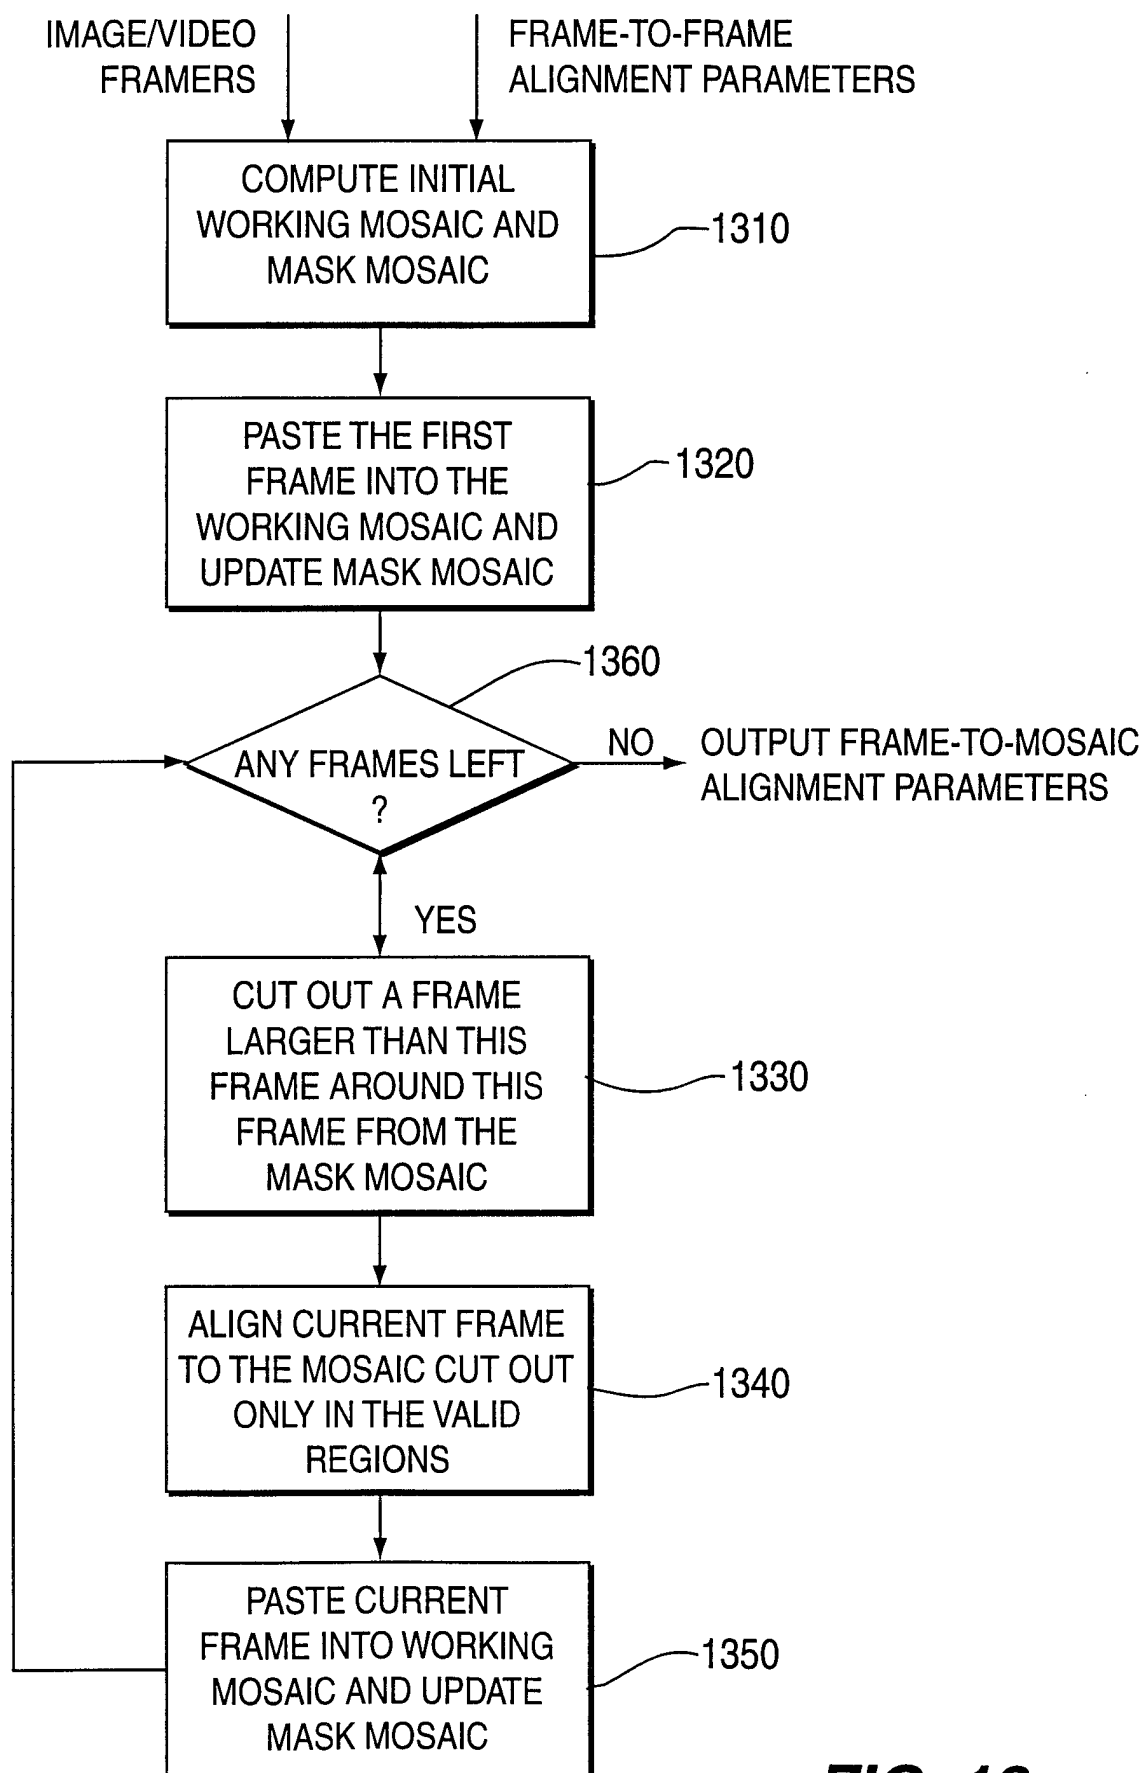 IMAGE/VIDEO
FRAMERS
FRAME-TO-FRAME
ALIGNMENT PARAMETERS
COMPUTE INITIAL
WORKING MOSAIC AND
MASK MOSAIC
1310
PASTE THE FIRST
FRAME INTO THE
WORKING MOSAIC AND
UPDATE MASK MOSAIC
1320
1360
ANY FRAMES LEFT
?
NO
OUTPUT FRAME-TO-MOSAIC
ALIGNMENT PARAMETERS
YES
CUT OUT A FRAME
LARGER THAN THIS
FRAME AROUND THIS
FRAME FROM THE
MASK MOSAIC
1330
ALIGN CURRENT FRAME
TO THE MOSAIC CUT OUT
ONLY IN THE VALID
REGIONS
1340
PASTE CURRENT
FRAME INTO WORKING
MOSAIC AND UPDATE
MASK MOSAIC
1350
FIG.